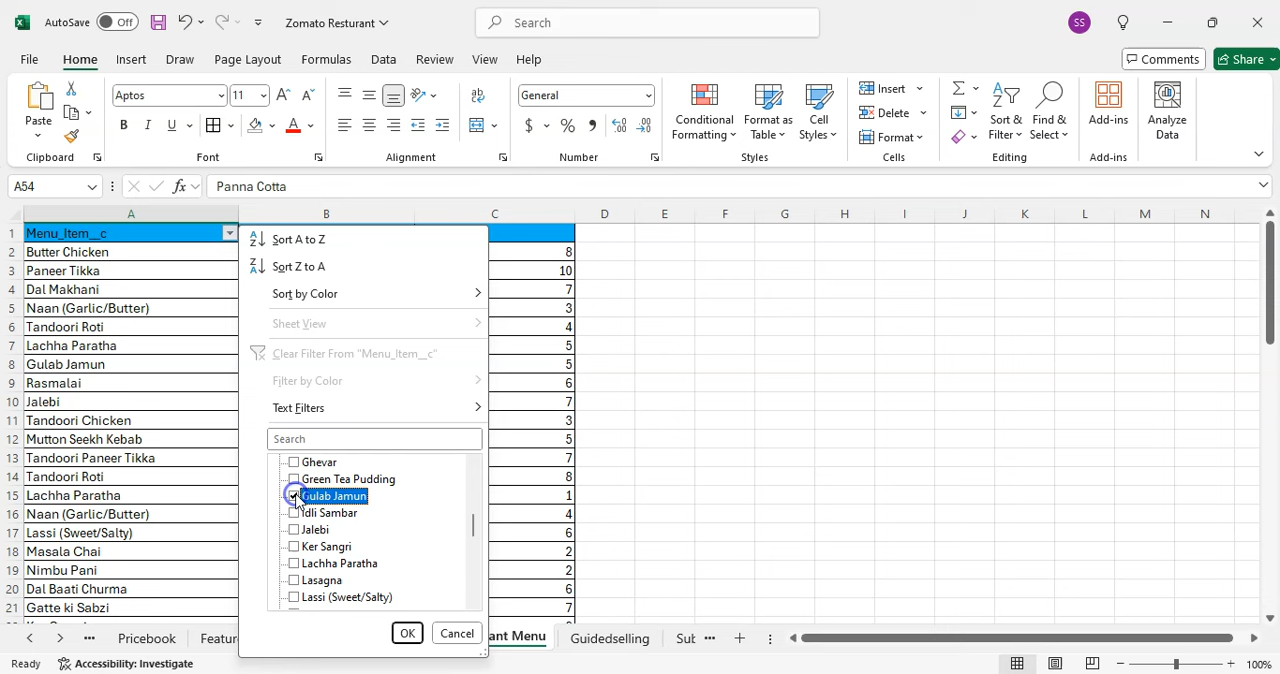 AutoSave Off Zomato Resturant Search SS
File Home Insert Draw Page Layout Formulas Data Review View Help Comments Share
Paste Aptos 11 B I U A General $ % Conditional Formatting Format as Table Cell Styles Insert Delete Format Sort & Filter Find & Select Add-ins Analyze Data
Clipboard Font Alignment Number Styles Cells Editing Add-ins
A54 fx Panna Cotta
A B C D E F G H I J K L M N
1 Menu_Item__c
2 Butter Chicken 8
3 Paneer Tikka 10
4 Dal Makhani 7
5 Naan (Garlic/Butter) 3
6 Tandoori Roti 4
7 Lachha Paratha 5
8 Gulab Jamun 5
9 Rasmalai 6
10 Jalebi 7
11 Tandoori Chicken 3
12 Mutton Seekh Kebab 5
13 Tandoori Paneer Tikka 7
14 Tandoori Roti 8
15 Lachha Paratha 1
16 Naan (Garlic/Butter) 4
17 Lassi (Sweet/Salty) 6
18 Masala Chai 2
19 Nimbu Pani 2
20 Dal Baati Churma 6
21 Gatte ki Sabzi 7
Sort A to Z
Sort Z to A
Sort by Color
Sheet View
Clear Filter From "Menu_Item__c"
Filter by Color
Text Filters
Search
Ghevar
Green Tea Pudding
Gulab Jamun
Idli Sambar
Jalebi
Ker Sangri
Lachha Paratha
Lasagna
Lassi (Sweet/Salty)
OK Cancel
Pricebook Featur ant Menu Guidedselling Sut
Ready Accessibility: Investigate 100%